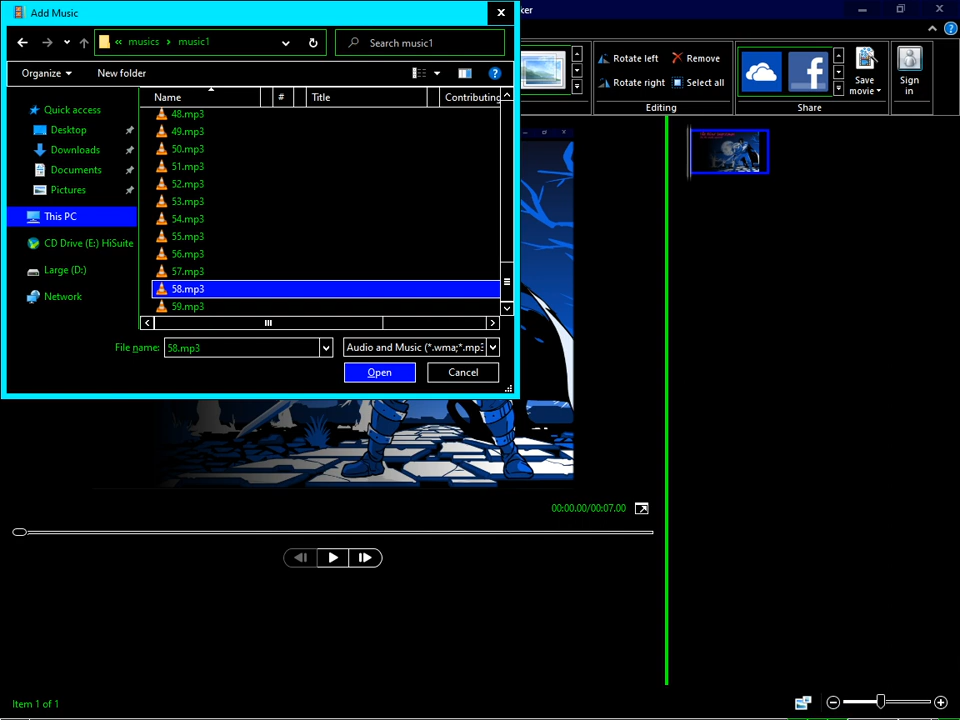 Add Music
ker
« musics > music1
Search music1
Organize
New folder
Rotate left
Remove
Rotate right
Select all
Editing
Save movie
Share
Sign in
Name
#
Title
Contributing
Quick access
Desktop
Downloads
Documents
Pictures
This PC
CD Drive (E:) HiSuite
Large (D:)
Network
48.mp3
49.mp3
50.mp3
51.mp3
52.mp3
53.mp3
54.mp3
55.mp3
56.mp3
57.mp3
58.mp3
59.mp3
File name:
58.mp3
Audio and Music (*.wma;*.mp3
Open
Cancel
00:00.00/00:07.00
Item 1 of 1